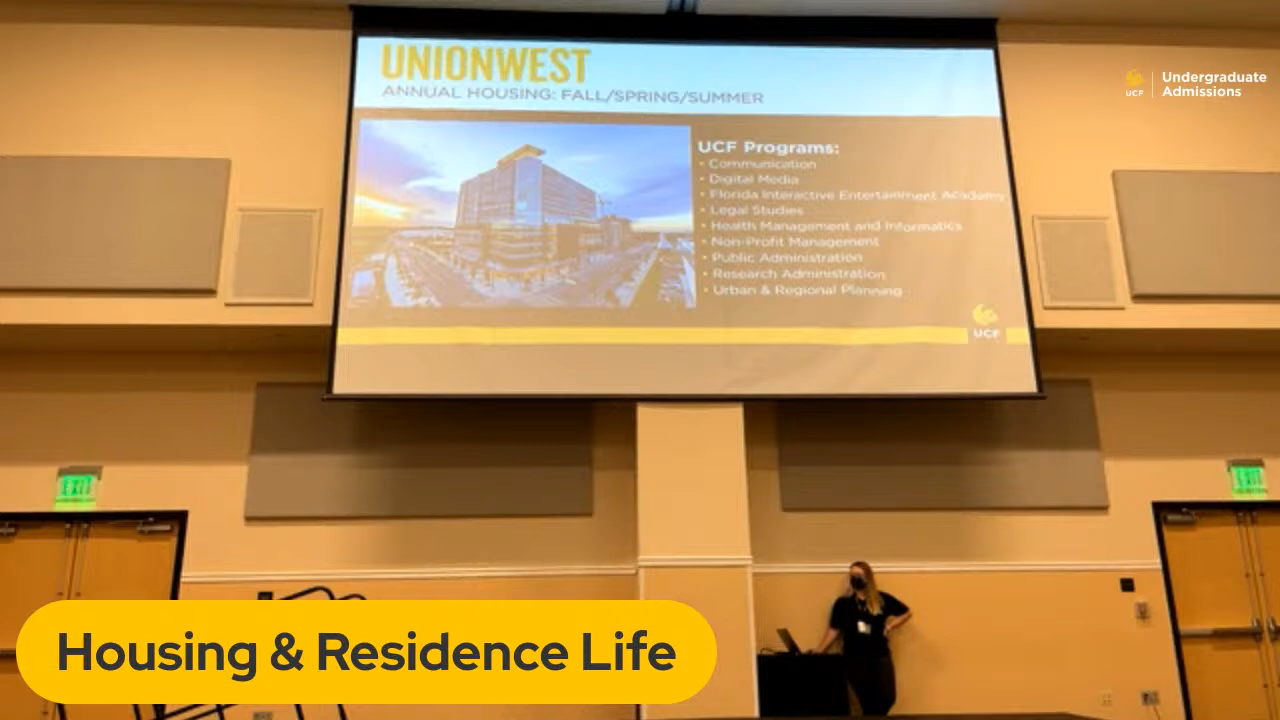 UNIONWEST
ANNUAL HOUSING: FALL/SPRING/SUMMER
UCF Programs:
• Communication
• Digital Media
• Florida Interactive Entertainment Academy
• Legal Studies
• Health Management and Informatics
• Non-Profit Management
• Public Administration
• Research Administration
• Urban & Regional Planning
UCF
UCF
Undergraduate
Admissions
EXIT
EXIT
Housing & Residence Life